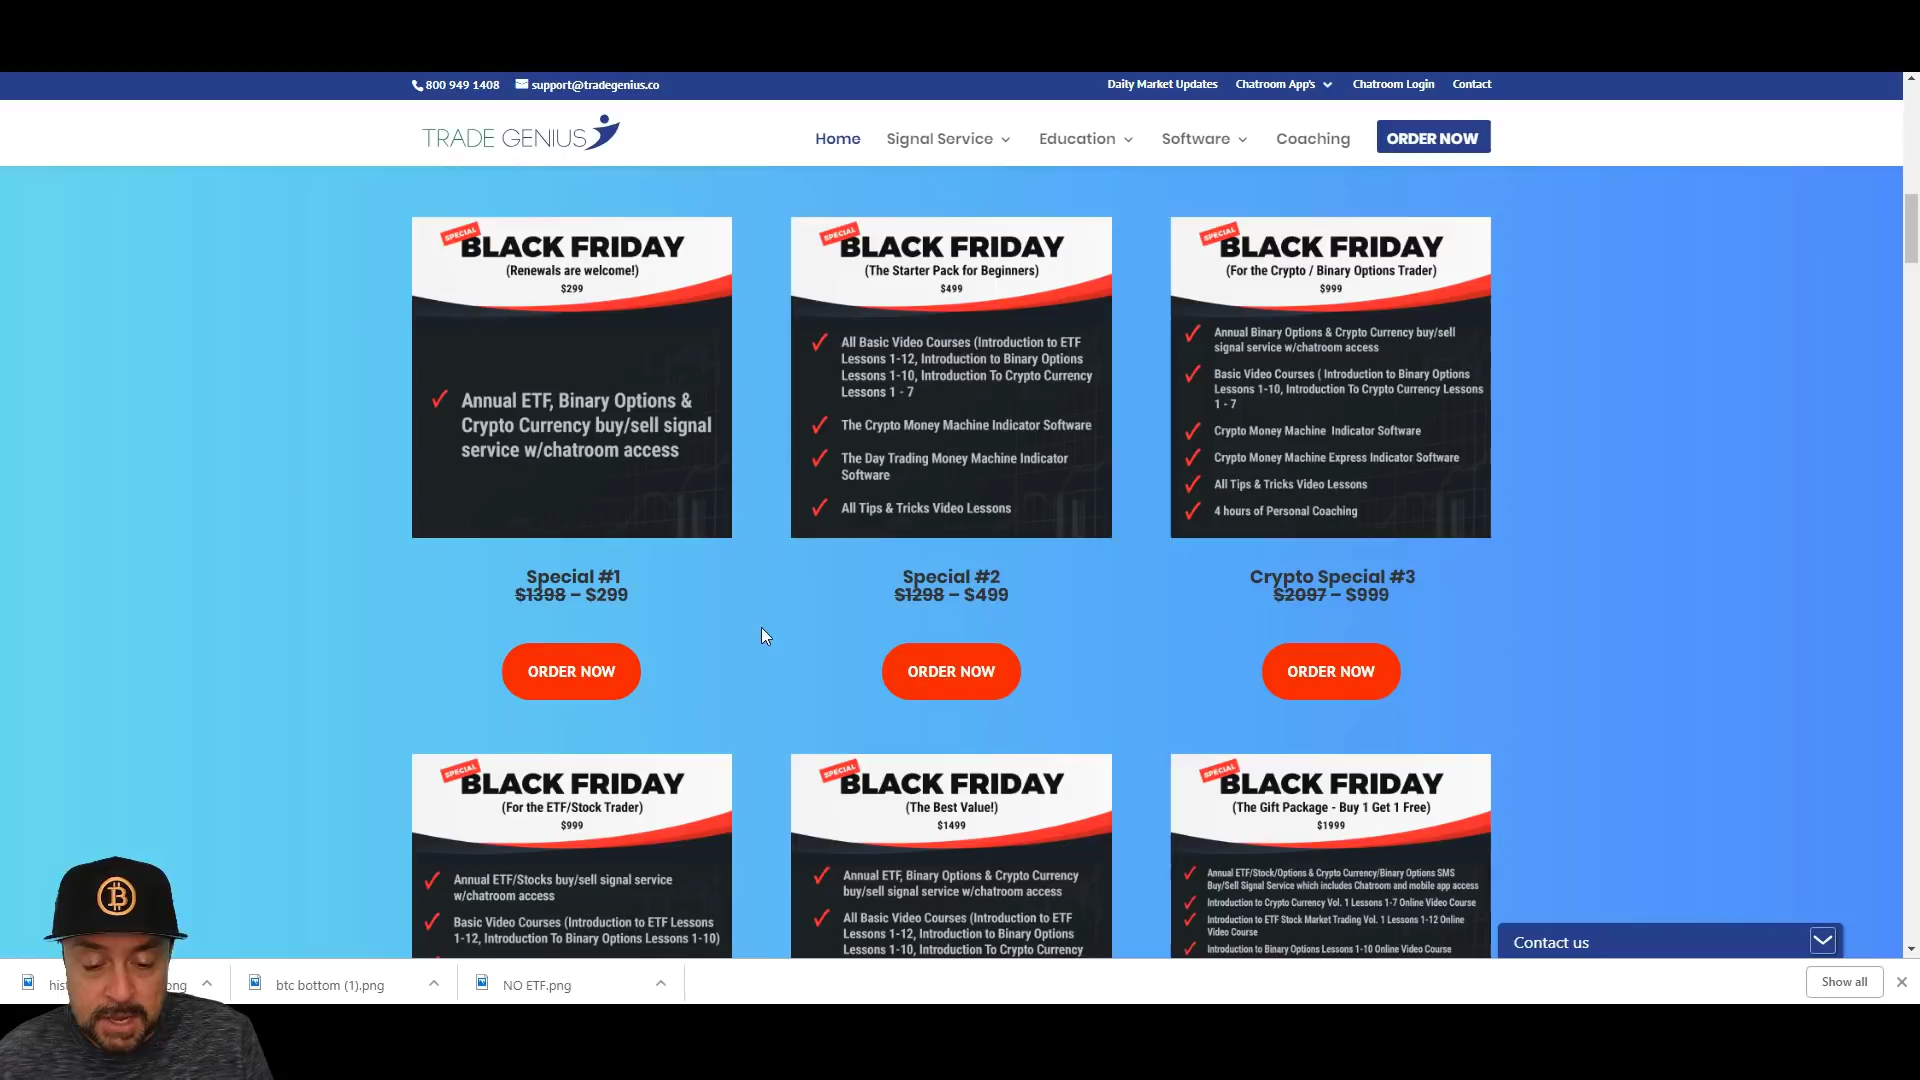 800 949 1408
support@tradegenius.co
Daily Market Updates
Chatroom App's
Chatroom Login
Contact
TRADE GENIUS
Home
Signal Service
Education
Software
Coaching
ORDER NOW
SPECIAL
BLACK FRIDAY
(Renewals are welcome!)
$299
Annual ETF, Binary Options &
Crypto Currency buy/sell signal
service w/chatroom access
Special #1
$1398 – $299
ORDER NOW
SPECIAL
BLACK FRIDAY
(The Starter Pack for Beginners)
$499
All Basic Video Courses (Introduction to ETF
Lessons 1-12, Introduction to Binary Options
Lessons 1-10, Introduction To Crypto Currency
Lessons 1 - 7
The Crypto Money Machine Indicator Software
The Day Trading Money Machine Indicator
Software
All Tips & Tricks Video Lessons
Special #2
$1298 – $499
ORDER NOW
SPECIAL
BLACK FRIDAY
(For the Crypto / Binary Options Trader)
$999
Annual Binary Options & Crypto Currency buy/sell
signal service w/chatroom access
Basic Video Courses ( Introduction to Binary Options
Lessons 1-10, Introduction To Crypto Currency Lessons
1 - 7
Crypto Money Machine Indicator Software
Crypto Money Machine Express Indicator Software
All Tips & Tricks Video Lessons
4 hours of Personal Coaching
Crypto Special #3
$2097 – $999
ORDER NOW
SPECIAL
BLACK FRIDAY
(For the ETF/Stock Trader)
$999
Annual ETF/Stocks buy/sell signal service
w/chatroom access
Basic Video Courses (Introduction to ETF Lessons
1-12, Introduction To Binary Options Lessons 1-10)
SPECIAL
BLACK FRIDAY
(The Best Value!)
$1499
Annual ETF, Binary Options & Crypto Currency
buy/sell signal service w/chatroom access
All Basic Video Courses (Introduction to ETF
Lessons 1-12, Introduction to Binary Options
Lessons 1-10, Introduction To Crypto Currency
SPECIAL
BLACK FRIDAY
(The Gift Package - Buy 1 Get 1 Free)
$1999
Annual ETF/Stock/Options & Crypto Currency/Binary Options SMS
Buy/Sell Signal Service which includes Chatroom and mobile app access
Introduction to Crypto Currency Vol. 1 Lessons 1-7 Online Video Course
Introduction to ETF Stock Market Trading Vol. 1 Lessons 1-12 Online
Video Course
Introduction to Binary Options Lessons 1-10 Online Video Course
Contact us
btc bottom (1).png
NO ETF.png
Show all